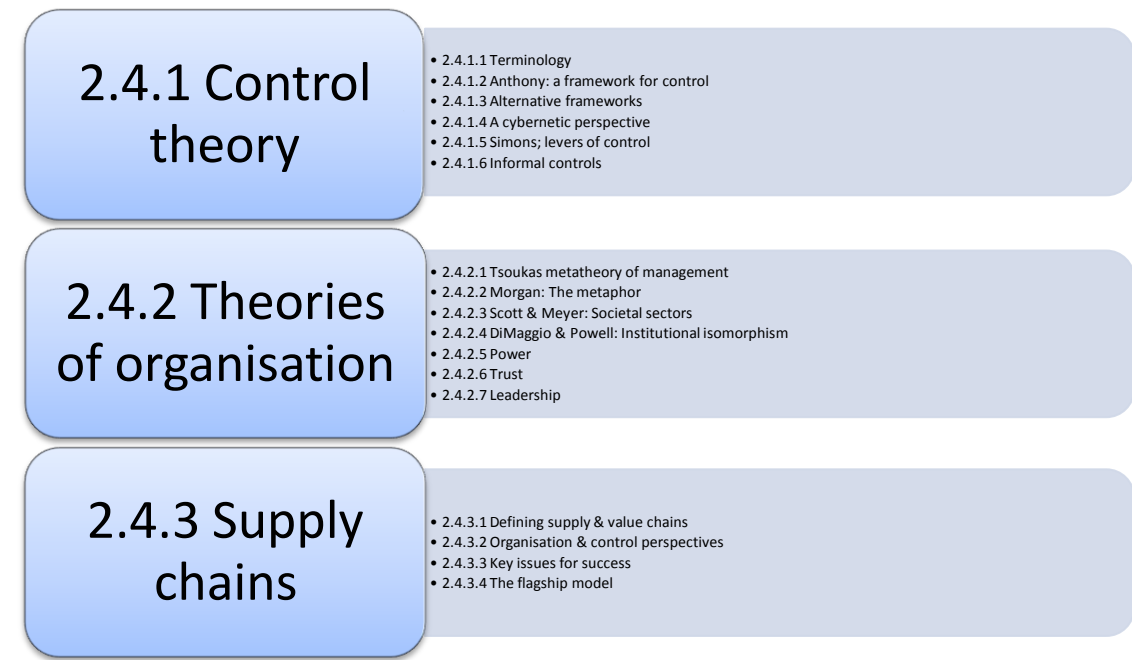 2.4.1 Control
theory
• 2.4.1.1 Terminology
• 2.4.1.2 Anthony: a framework for control
• 2.4.1.3 Alternative frameworks
• 2.4.1.4 A cybernetic perspective
• 2.4.1.5 Simons; levers of control
• 2.4.1.6 Informal controls
2.4.2 Theories
of organisation
• 2.4.2.1 Tsoukas metatheory of management
• 2.4.2.2 Morgan: The metaphor
• 2.4.2.3 Scott & Meyer: Societal sectors
• 2.4.2.4 DiMaggio & Powell: Institutional isomorphism
• 2.4.2.5 Power
• 2.4.2.6 Trust
• 2.4.2.7 Leadership
2.4.3 Supply
chains
• 2.4.3.1 Defining supply & value chains
• 2.4.3.2 Organisation & control perspectives
• 2.4.3.3 Key issues for success
• 2.4.3.4 The flagship model